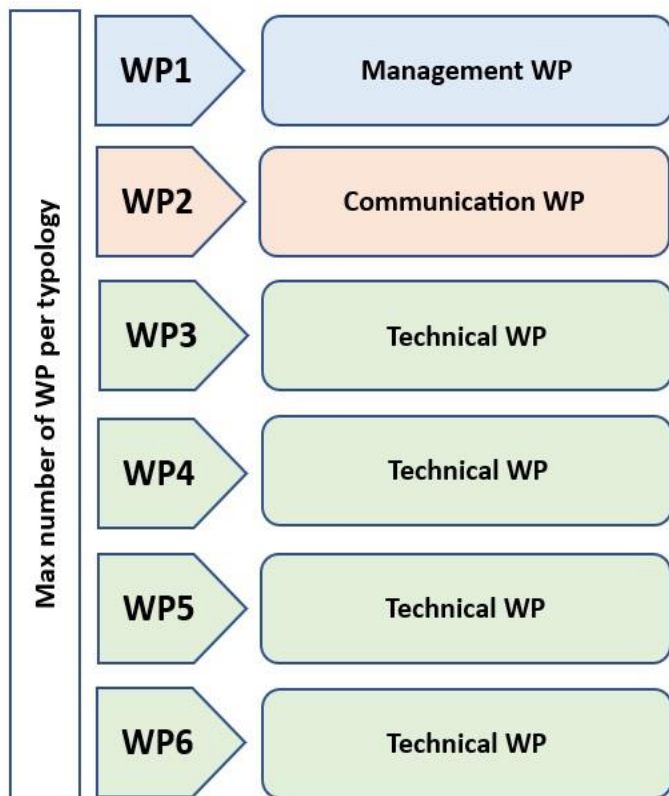 Max number of WP per typology
WP1
Management WP
WP2
Communication WP
WP3
Technical WP
WP4
Technical WP
WP5
Technical WP
WP6
Technical WP